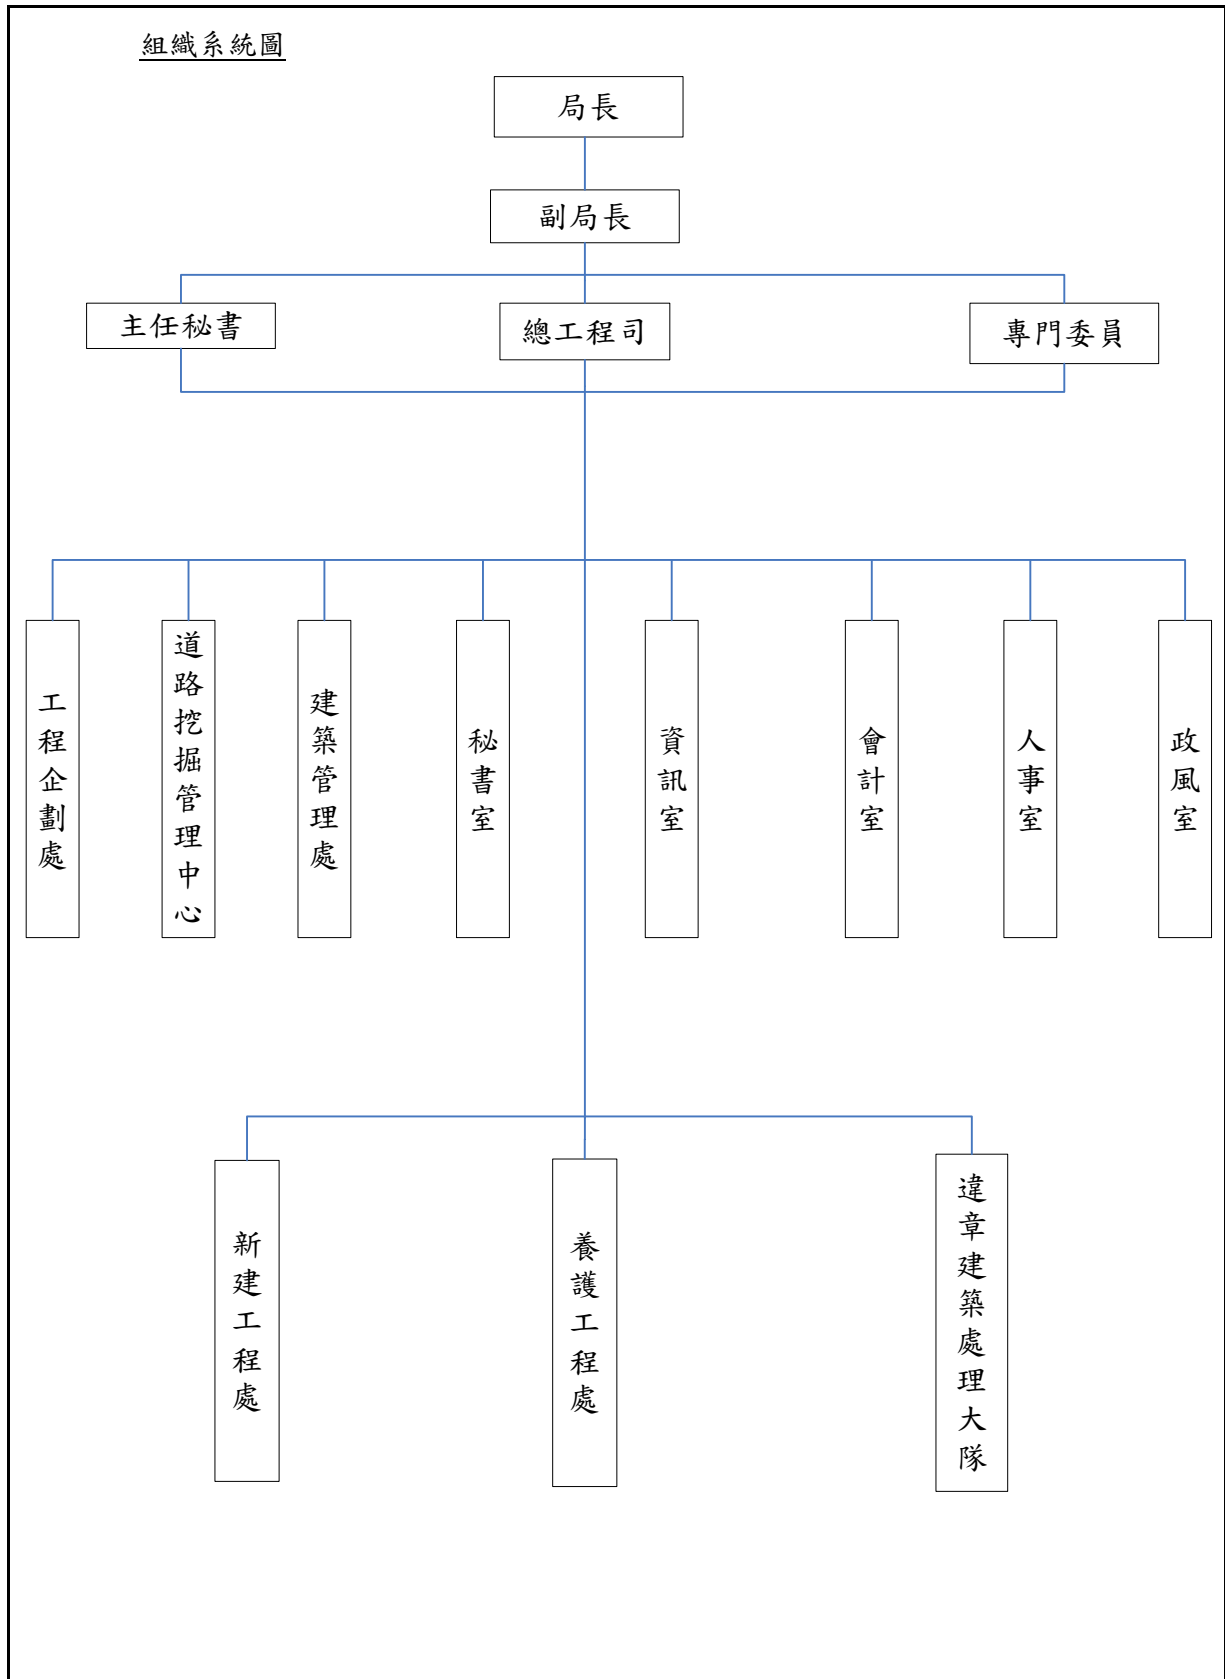 組織系統圖
局長
副局長
主任秘書
總工程司
專門委員
工程企劃處
道路挖掘管理中心
建築管理處
秘書室
資訊室
會計室
人事室
政風室
新建工程處
養護工程處
違章建築處理大隊